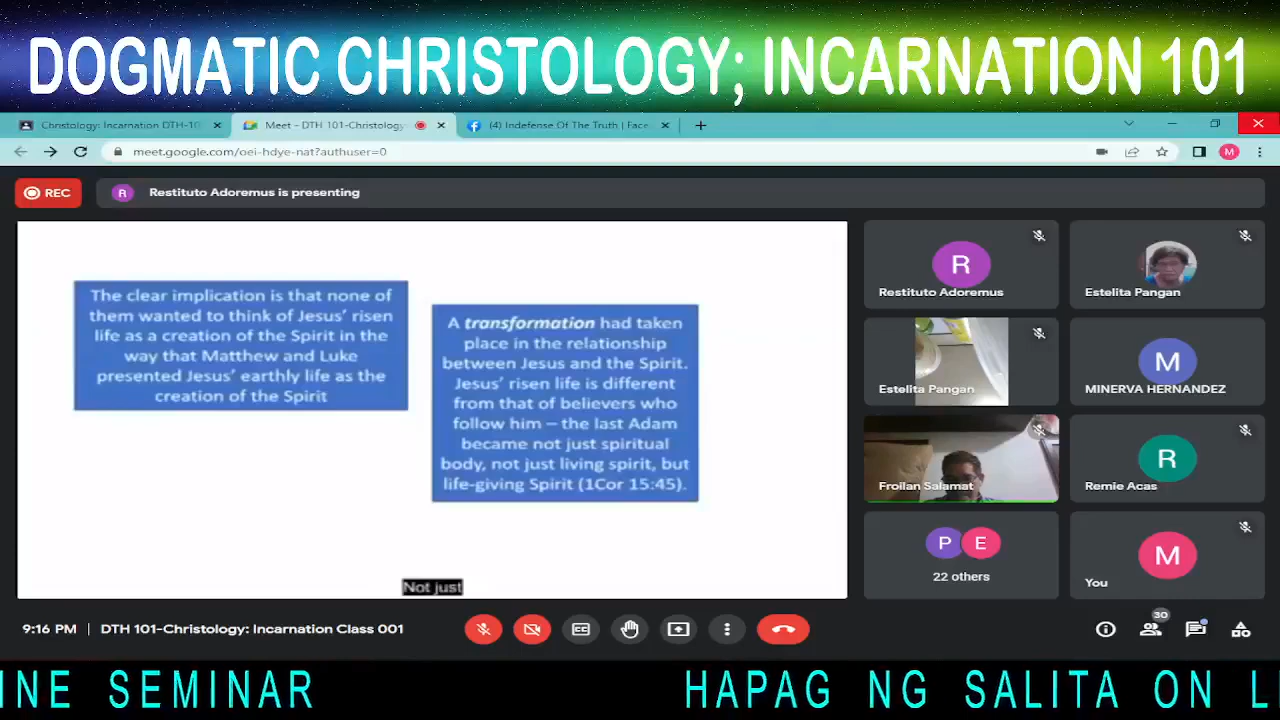 DOGMATIC CHRISTOLOGY; INCARNATION 101
Christology: Incarnation DTH-10
Meet - DTH 101-Christology
(4) Indefense Of The Truth | Face
meet.google.com/oei-hdye-nat?authuser=0
M
REC
R
Restituto Adoremus is presenting
The clear implication is that none of
them wanted to think of Jesus' risen
life as a creation of the Spirit in the
way that Matthew and Luke
presented Jesus' earthly life as the
creation of the Spirit
A transformation had taken
place in the relationship
between Jesus and the Spirit.
Jesus' risen life is different
from that of believers who
follow him – the last Adam
became not just spiritual
body, not just living spirit, but
life-giving Spirit (1Cor 15:45).
Not just
R
Restituto Adoremus
Estelita Pangan
Estelita Pangan
M
MINERVA HERNANDEZ
Froilan Salamat
R
Remie Acas
P E
22 others
M
You
9:16 PM | DTH 101-Christology: Incarnation Class 001
CC
30
INE SEMINAR
HAPAG NG SALITA ON L